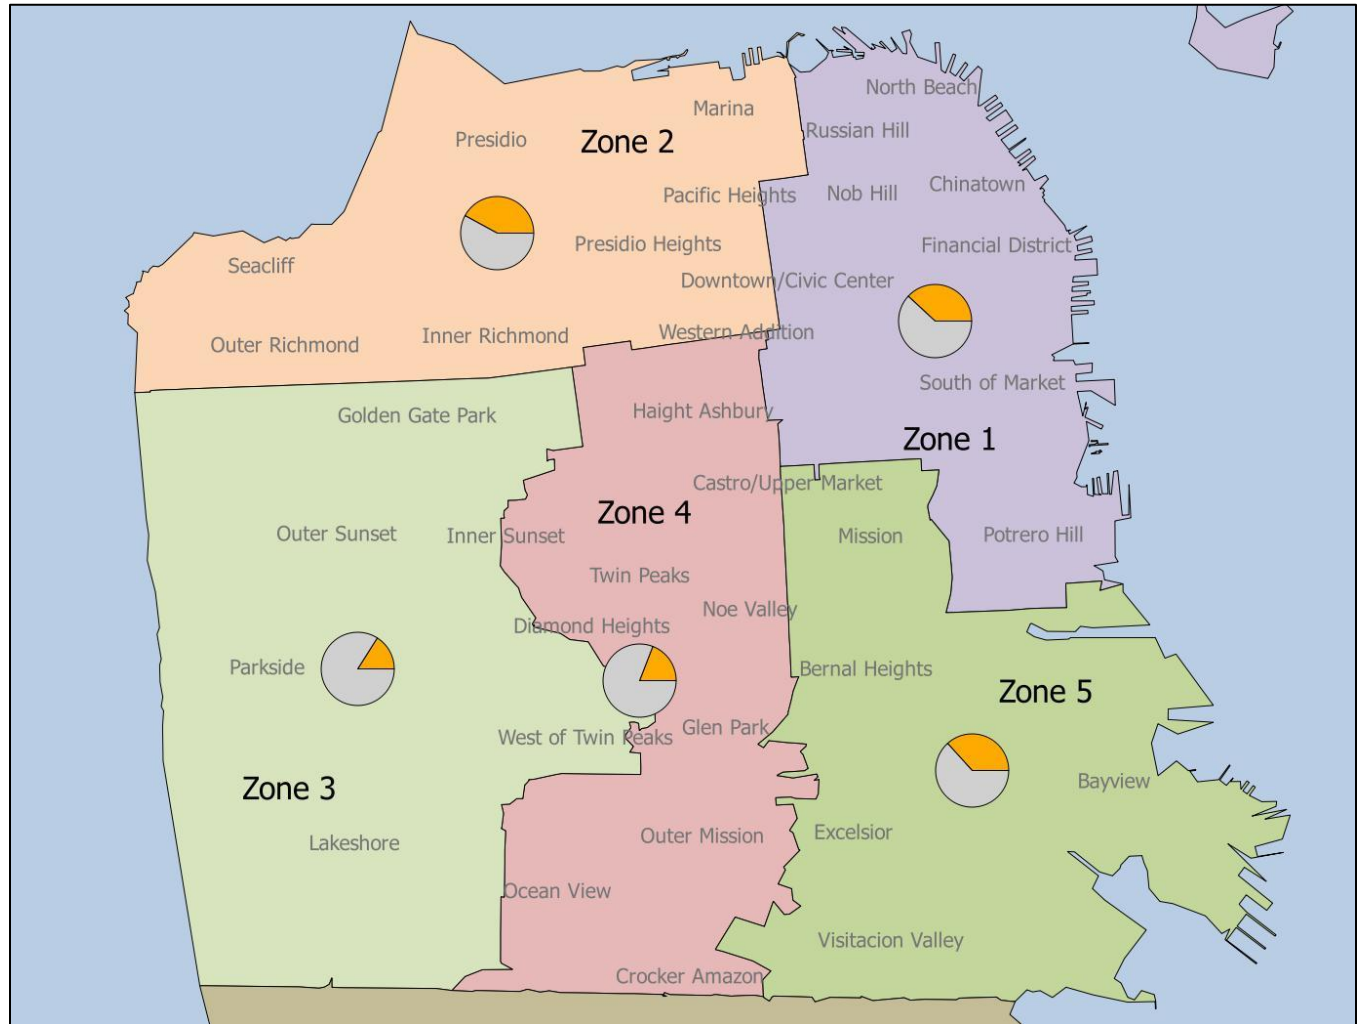 North Beach
Marina
Russian Hill
Presidio
Zone 2
Chinatown
Pacific Heights
Nob Hill
Presidio Heights
Financial District
Seacliff
Downtown/Civic Center
Western Addition
Inner Richmond
Outer Richmond
South of Market
Haight Ashbury
Golden Gate Park
Zone 1
Castro/Upper Market
Zone 4
Outer Sunset
Inner Sunset
Mission
Potrero Hill
Twin Peaks
Noe Valley
Diamond Heights
Parkside
Bernal Heights
Zone 5
Glen Park
West of Twin Peaks
Bayview
Zone 3
Excelsior
Outer Mission
Lakeshore
Ocean View
Visitacion Valley
Crocker Amazon